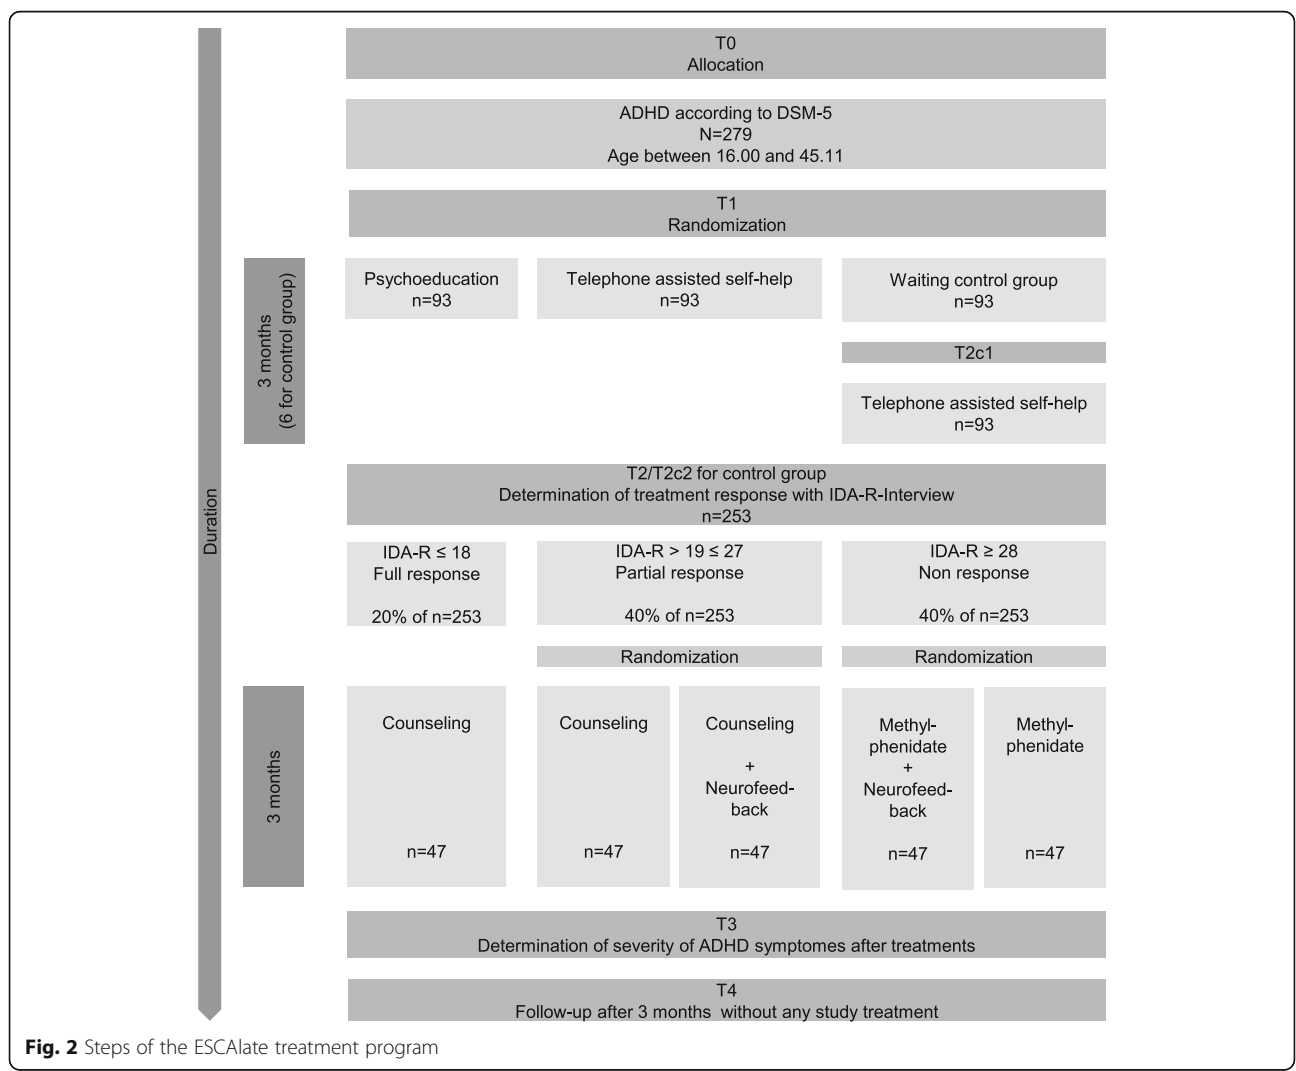 T0
Allocation
ADHD according to DSM-5
N=279
Age between 16.00 and 45.11
T1
Randomization
3 months
(6 for control group)
Psychoeducation
n=93
Telephone assisted self-help
n=93
Waiting control group
n=93
T2c1
Telephone assisted self-help
n=93
Duration
T2/T2c2 for control group
Determination of treatment response with IDA-R-Interview
n=253
IDA-R ≤ 18
Full response
20% of n=253
IDA-R > 19 ≤ 27
Partial response
40% of n=253
IDA-R ≥ 28
Non response
40% of n=253
Randomization
Randomization
3 months
Counseling
n=47
Counseling
n=47
Counseling
+
Neurofeed-
back
n=47
Methyl-
phenidate
+
Neurofeed-
back
n=47
Methyl-
phenidate
n=47
T3
Determination of severity of ADHD symptomes after treatments
T4
Follow-up after 3 months without any study treatment
Fig. 2 Steps of the ESCAlate treatment program